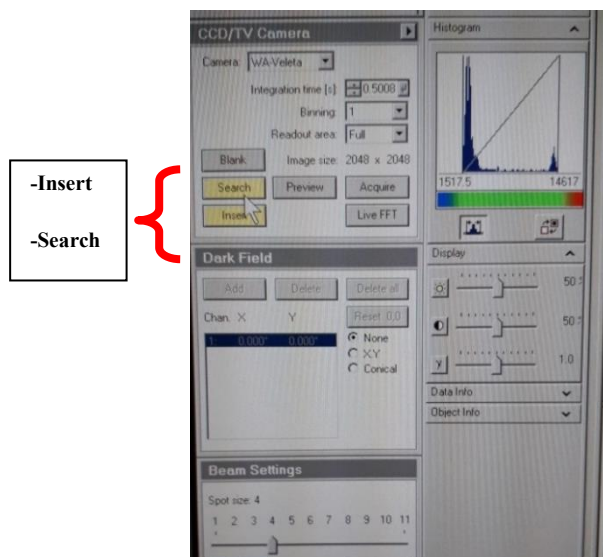 -Insert
-Search
CCD/TV Camera
Camera: WA-Veleta
Integration time [s]: 0.5008
Binning: 1
Readout area: Full
Blank Image size: 2048 x 2048
Search Preview Acquire
Insert Live FFT
Dark Field
Add Delete Delete all
Chan. X Y Reset 0,0
1: 0.000° 0.000°
None
X,Y
Conical
Beam Settings
Spot size: 4
1 2 3 4 5 6 7 8 9 10 11
Histogram
1517.5 14617
Display
50
50
γ 1.0
Data Info
Object Info